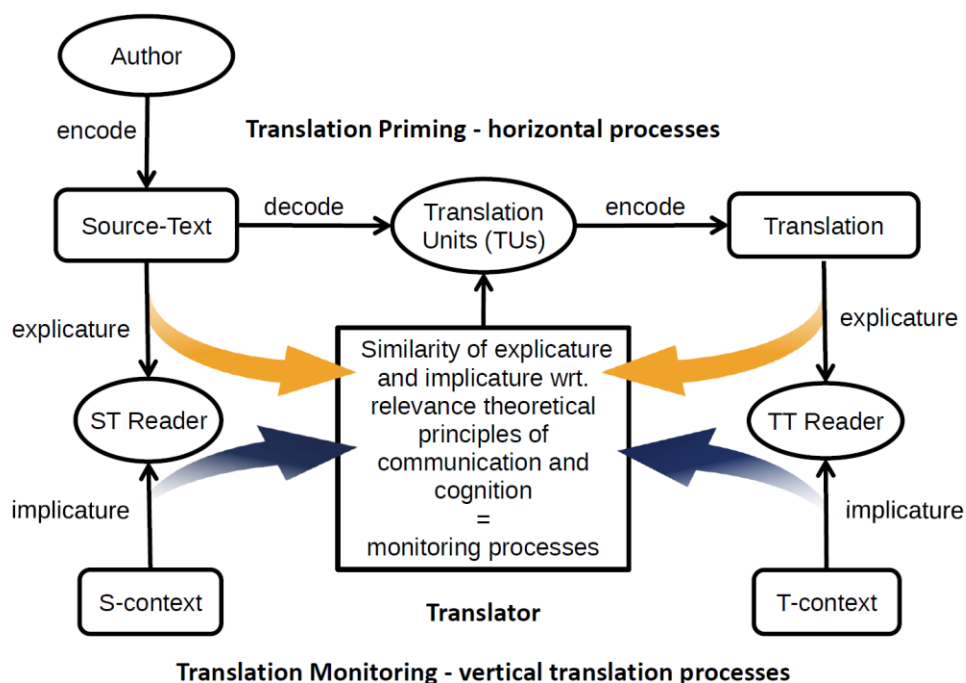 Author
encode
Translation Priming - horizontal processes
Source-Text
decode
Translation
Units (TUs)
encode
Translation
explicature
explicature
Similarity of explicature
and implicature wrt.
relevance theoretical
principles of
communication and
cognition
=
monitoring processes
ST Reader
TT Reader
implicature
implicature
S-context
T-context
Translator
Translation Monitoring - vertical translation processes